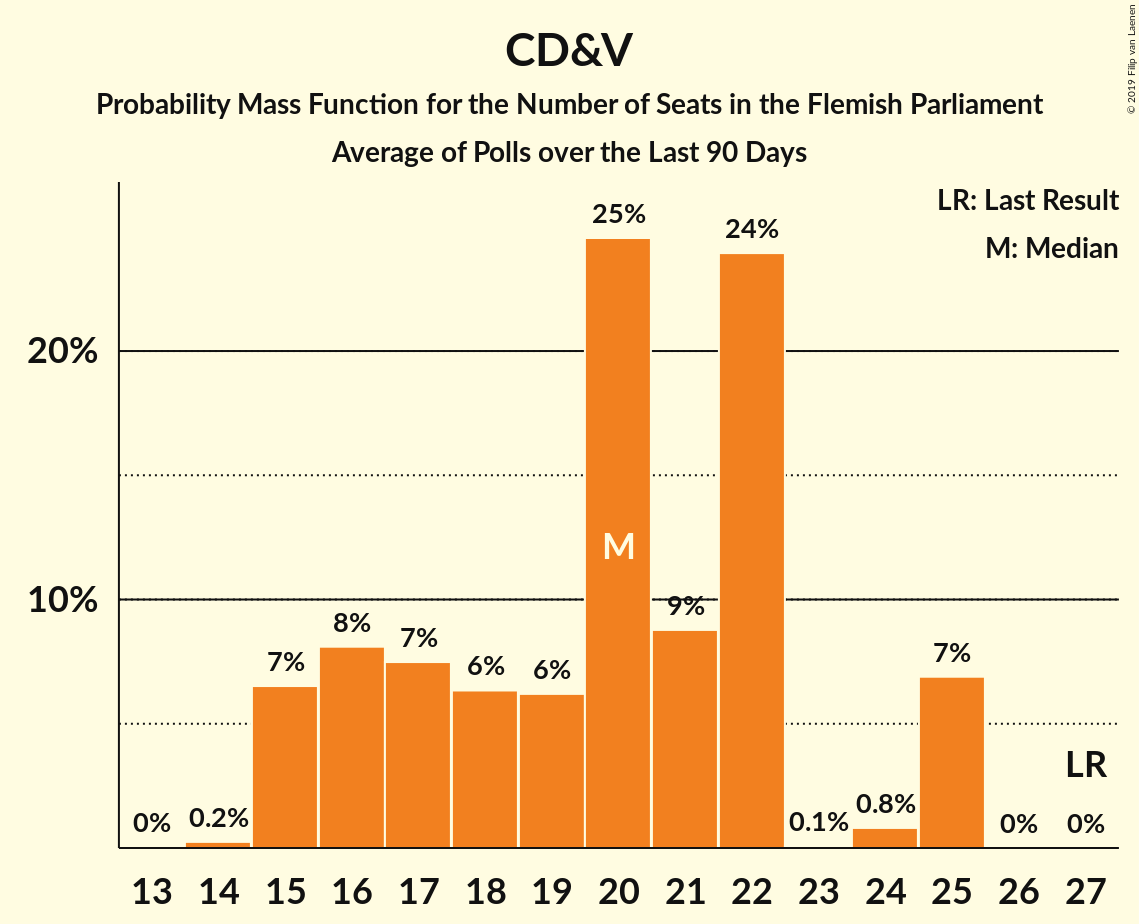 CD&V
Probability Mass Function for the Number of Seats in the Flemish Parliament
Average of Polls over the Last 90 Days
© 2019 Filip van Laenen
LR: Last Result
M: Median
20%
10%
0%
0.2%
7%
8%
7%
6%
6%
25%
M
9%
24%
0.1%
0.8%
7%
0%
LR
0%
13 14 15 16 17 18 19 20 21 22 23 24 25 26 27